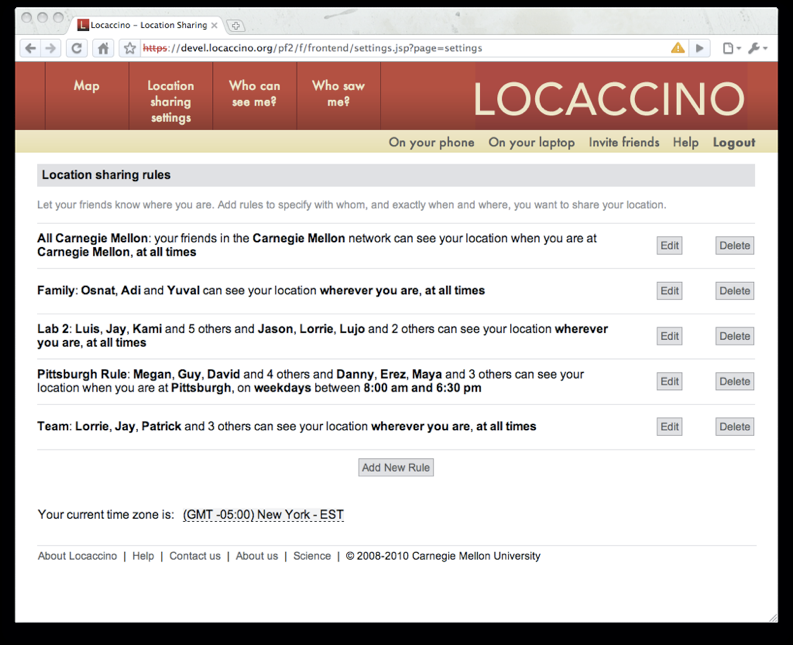 Locaccino – Location Sharing
https://devel.locaccino.org/pf2/f/frontend/settings.jsp?page=settings
Map
Location sharing settings
Who can see me?
Who saw me?
LOCACCINO
On your phone On your laptop Invite friends Help Logout
Location sharing rules
Let your friends know where you are. Add rules to specify with whom, and exactly when and where, you want to share your location.
All Carnegie Mellon: your friends in the Carnegie Mellon network can see your location when you are at
Carnegie Mellon, at all times
Edit Delete
Family: Osnat, Adi and Yuval can see your location wherever you are, at all times
Edit Delete
Lab 2: Luis, Jay, Kami and 5 others and Jason, Lorrie, Lujo and 2 others can see your location wherever
you are, at all times
Edit Delete
Pittsburgh Rule: Megan, Guy, David and 4 others and Danny, Erez, Maya and 3 others can see your
location when you are at Pittsburgh, on weekdays between 8:00 am and 6:30 pm
Edit Delete
Team: Lorrie, Jay, Patrick and 3 others can see your location wherever you are, at all times
Edit Delete
Add New Rule
Your current time zone is: (GMT -05:00) New York - EST
About Locaccino | Help | Contact us | About us | Science | © 2008-2010 Carnegie Mellon University